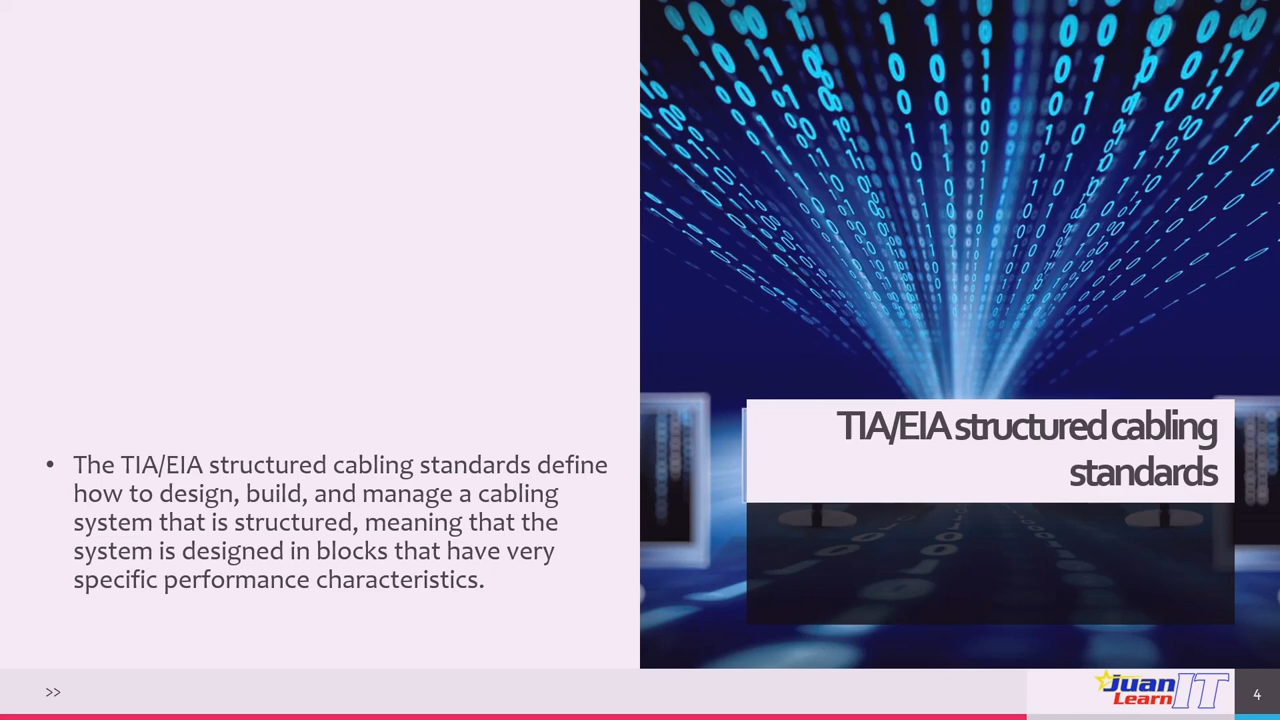 TIA/EIA structured cabling
standards
• The TIA/EIA structured cabling standards define
how to design, build, and manage a cabling
system that is structured, meaning that the
system is designed in blocks that have very
specific performance characteristics.
>>
Juan
Learn IT
4